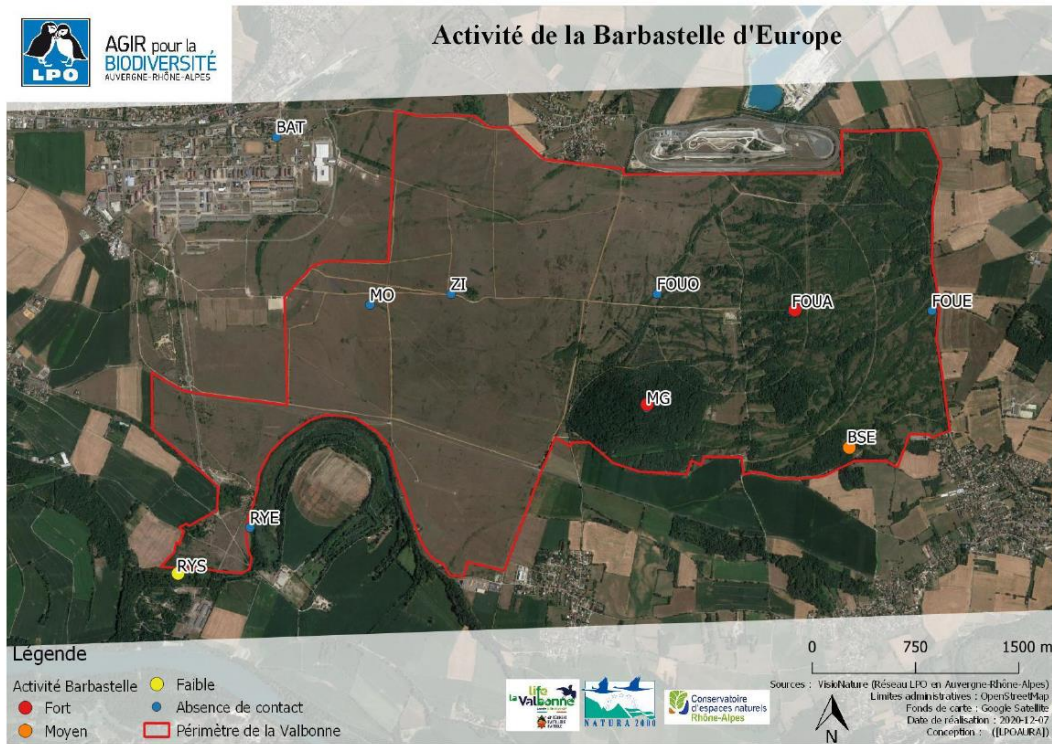 LPO
AGIR pour la
BIODIVERSITÉ
AUVERGNE-RHÔNE-ALPES
Activité de la Barbastelle d'Europe
BAT
MO
ZI
FOUO
FOUA
FOUE
MG
BSE
RYE
RYS
Légende
Activité Barbastelle
Fort
Moyen
Faible
Absence de contact
Périmètre de la Valbonne
life
la Valbonne
NATURA 2000
Conservatoire
d'espaces naturels
Rhône-Alpes
0 750 1500 m
Sources : VisioNature (Réseau LPO en Auvergne-Rhône-Alpes)
Limites administratives : OpenStreetMap
Fonds de carte : Google Satellite
Date de réalisation : 2020-12-07
Conception : ([LPOAURA])
N